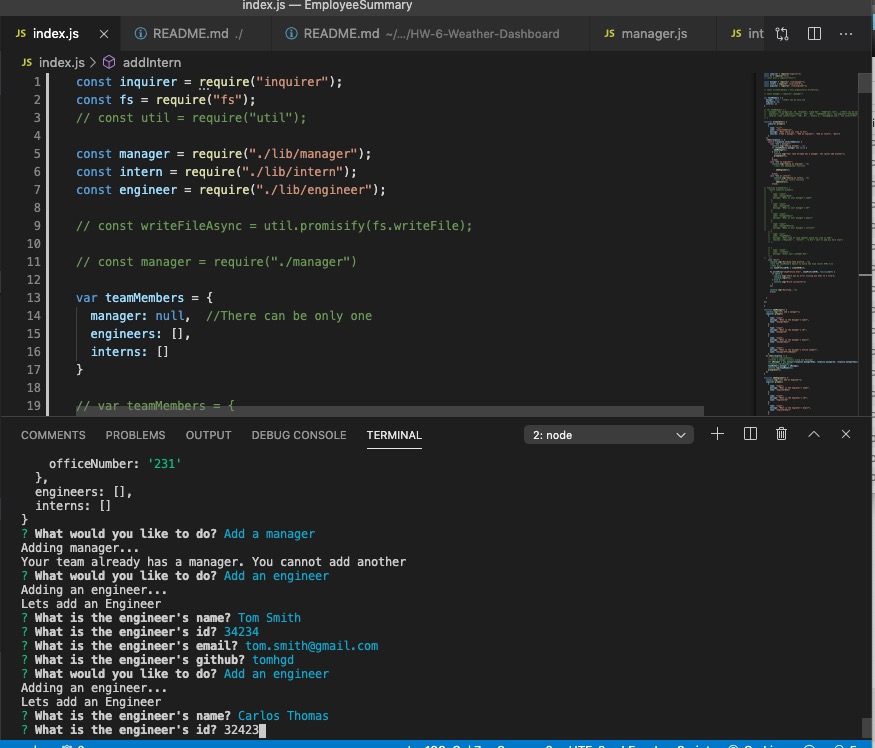 index.js — EmployeeSummary
JS index.js × README.md ./ README.md ~/.../HW-6-Weather-Dashboard JS manager.js JS int
JS index.js > addIntern
1 const inquirer = require("inquirer");
2 const fs = require("fs");
3 // const util = require("util");
4
5 const manager = require("./lib/manager");
6 const intern = require("./lib/intern");
7 const engineer = require("./lib/engineer");
8
9 // const writeFileAsync = util.promisify(fs.writeFile);
10
11 // const manager = require("./manager")
12
13 var teamMembers = {
14 manager: null, //There can be only one
15 engineers: [],
16 interns: []
17 }
18
19 // var teamMembers = {
COMMENTS PROBLEMS OUTPUT DEBUG CONSOLE TERMINAL 2: node
officeNumber: '231'
},
engineers: [],
interns: []
}
? What would you like to do? Add a manager
Adding manager...
Your team already has a manager. You cannot add another
? What would you like to do? Add an engineer
Adding an engineer...
Lets add an Engineer
? What is the engineer's name? Tom Smith
? What is the engineer's id? 34234
? What is the engineer's email? tom.smith@gmail.com
? What is the engineer's github? tomhgd
? What would you like to do? Add an engineer
Adding an engineer...
Lets add an Engineer
? What is the engineer's name? Carlos Thomas
? What is the engineer's id? 32423